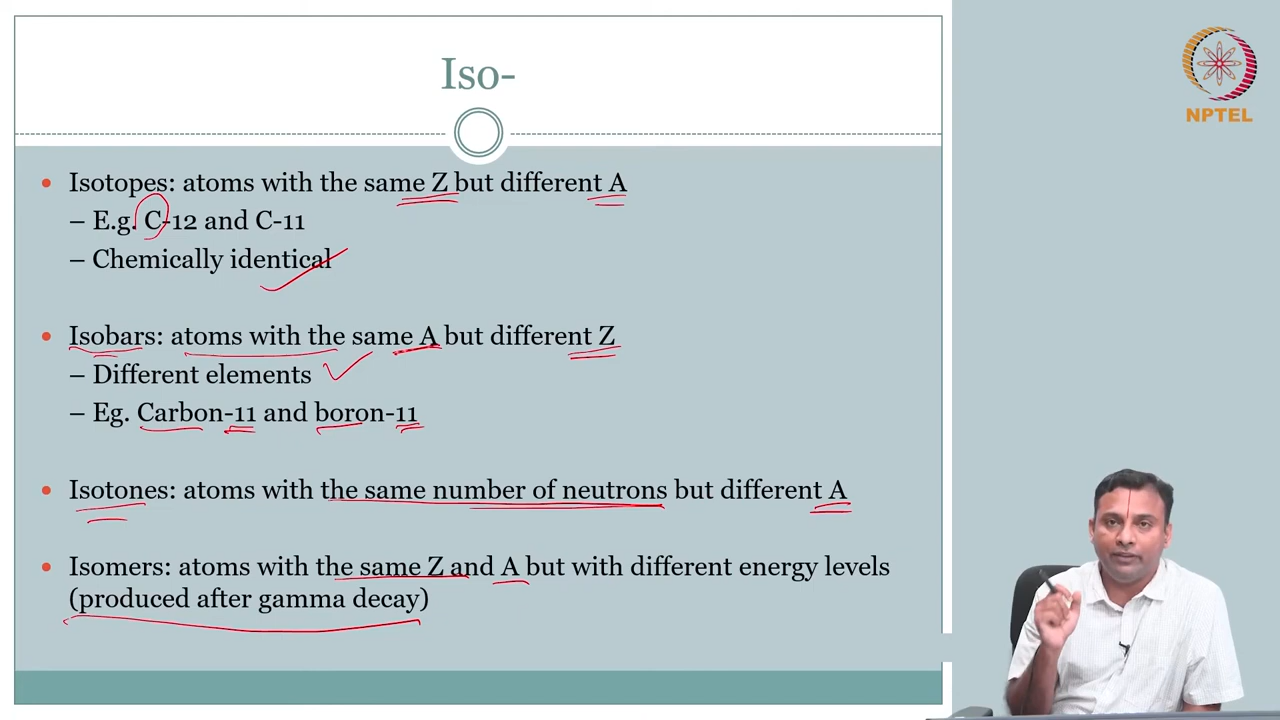 Iso-
NPTEL
• Isotopes: atoms with the same Z but different A
– E.g. C-12 and C-11
– Chemically identical
• Isobars: atoms with the same A but different Z
– Different elements
– Eg. Carbon-11 and boron-11
• Isotones: atoms with the same number of neutrons but different A
• Isomers: atoms with the same Z and A but with different energy levels
(produced after gamma decay)